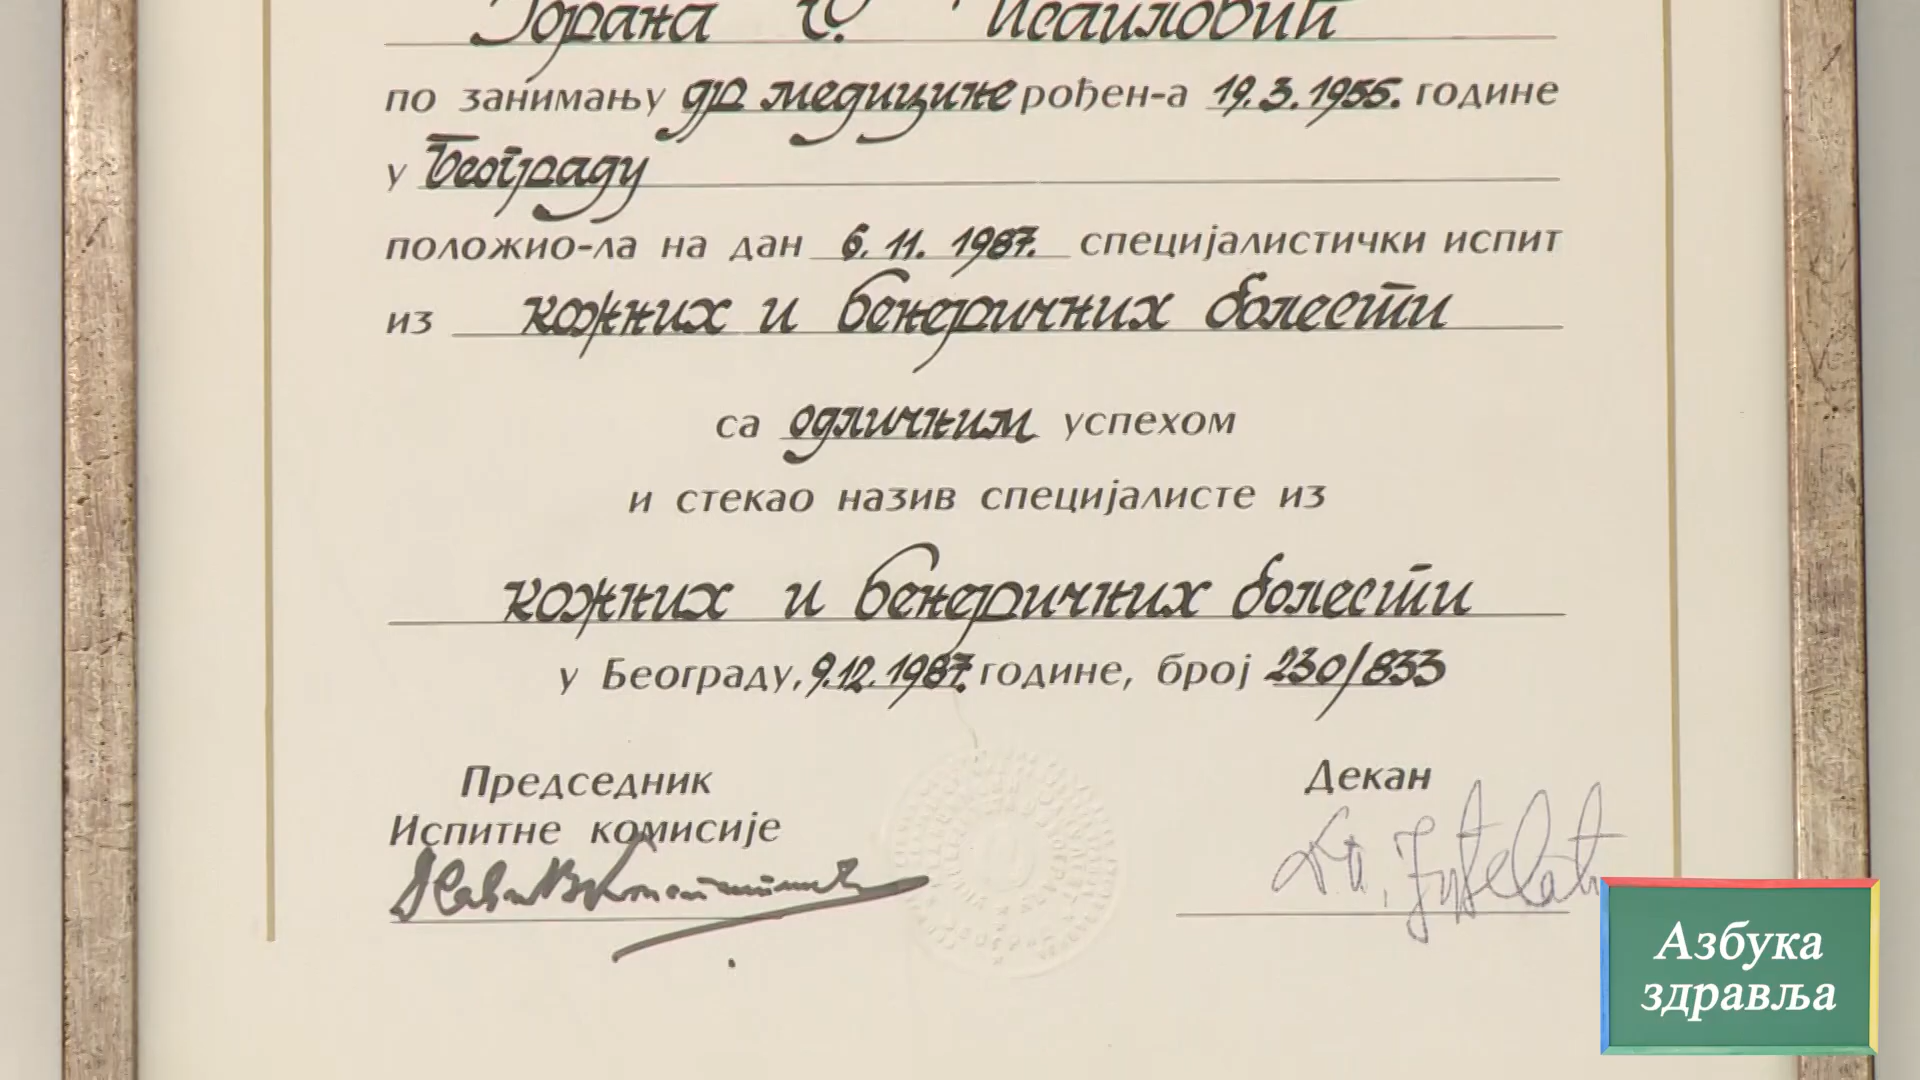 Горана С. Исаиловић
по занимању др медицине рођен-а 19.3.1955. године
у Београду
положио-ла на дан 6.11.1987. специјалистички испит
из кожних и венеричних болести
са одличним успехом
и стекао назив специјалисте из
кожних и венеричних болести
у Београду, 9.12.1987. године, број 230/833
Председник
Испитне комисије
Декан
Азбука
здравља